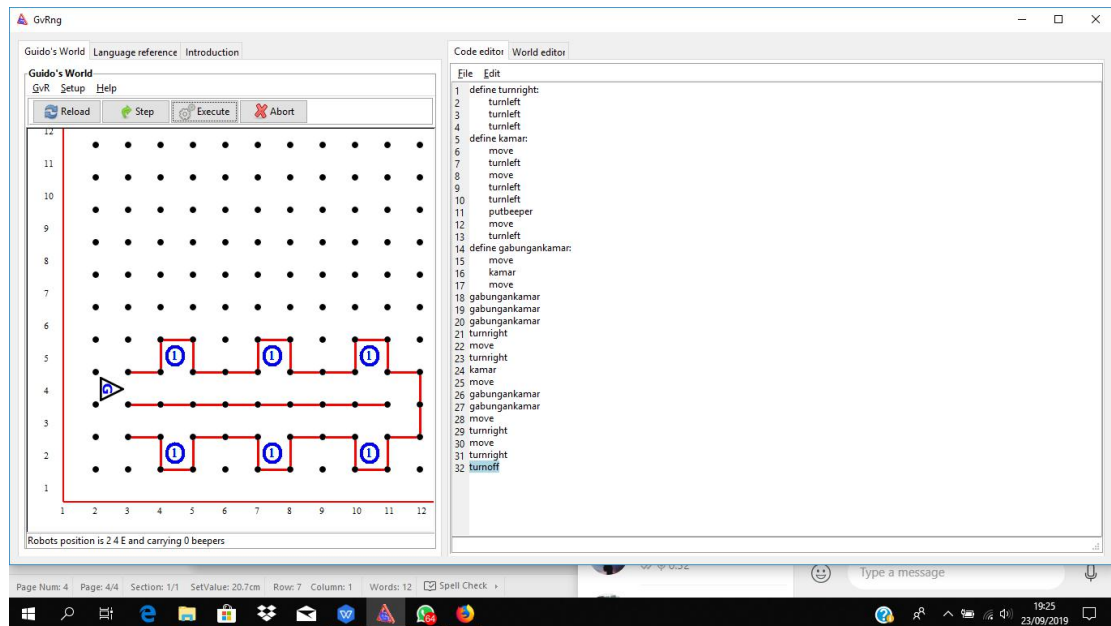 GvRng
Guido's World Language reference Introduction
Guido's World
GvR Setup Help
Reload Step Execute Abort
12
11
10
9
8
7
6
5
4
3
2
1
1 2 3 4 5 6 7 8 9 10 11 12
1 1 1
G
1 1 1
Robots position is 2 4 E and carrying 0 beepers
Code editor World editor
File Edit
1 define turnright:
2 turnleft
3 turnleft
4 turnleft
5 define kamar:
6 move
7 turnleft
8 move
9 turnleft
10 turnleft
11 putbeeper
12 move
13 turnleft
14 define gabungankamar:
15 move
16 kamar
17 move
18 gabungankamar
19 gabungankamar
20 gabungankamar
21 turnright
22 move
23 turnright
24 kamar
25 move
26 gabungankamar
27 gabungankamar
28 move
29 turnright
30 move
31 turnright
32 turnoff
Page Num: 4 Page: 4/4 Section: 1/1 SetValue: 20.7cm Row: 7 Column: 1 Words: 12 Spell Check
Type a message
64
19:25
23/09/2019